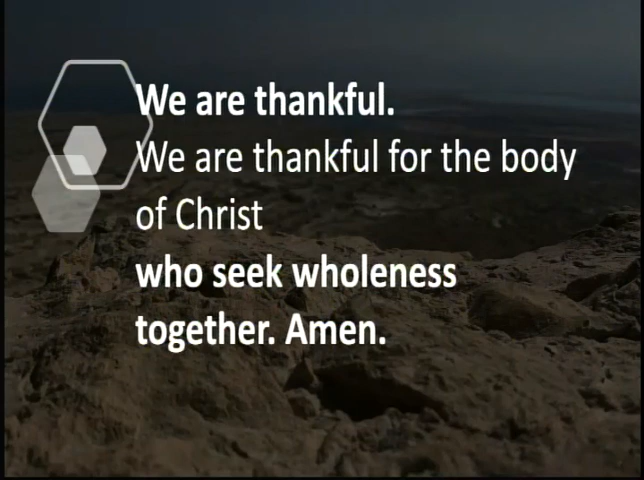 We are thankful.
We are thankful for the body
of Christ
who seek wholeness
together. Amen.